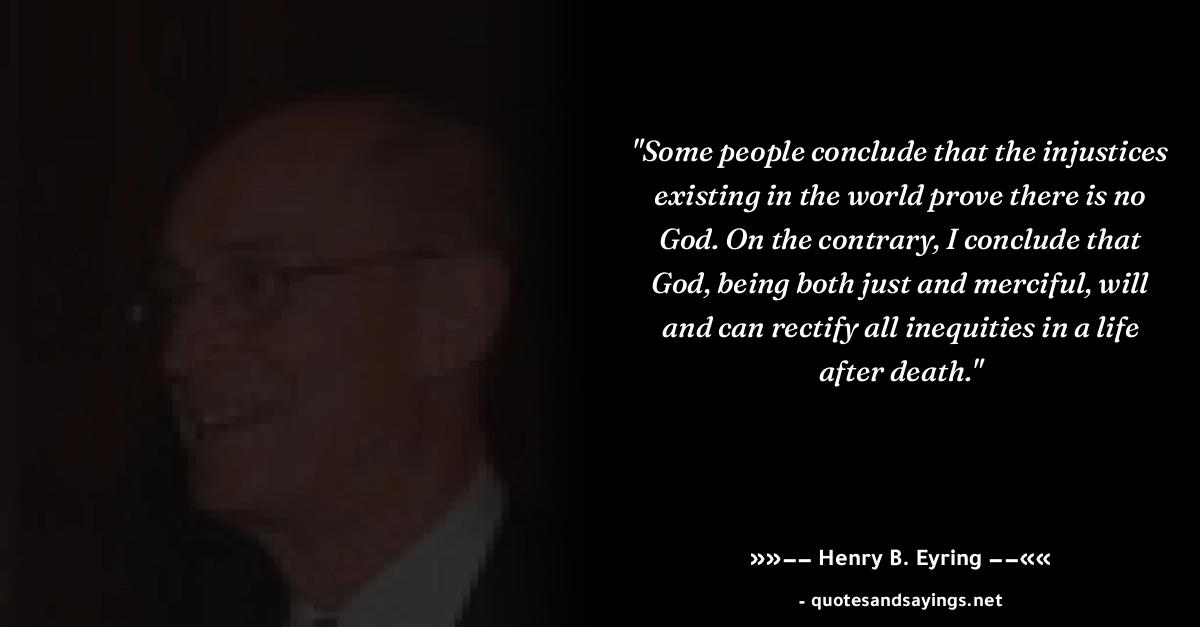 "Some people conclude that the injustices
existing in the world prove there is no
God. On the contrary, I conclude that
God, being both just and merciful, will
and can rectify all inequities in a life
after death."
»»−− Henry B. Eyring −−««
- quotesandsayings.net